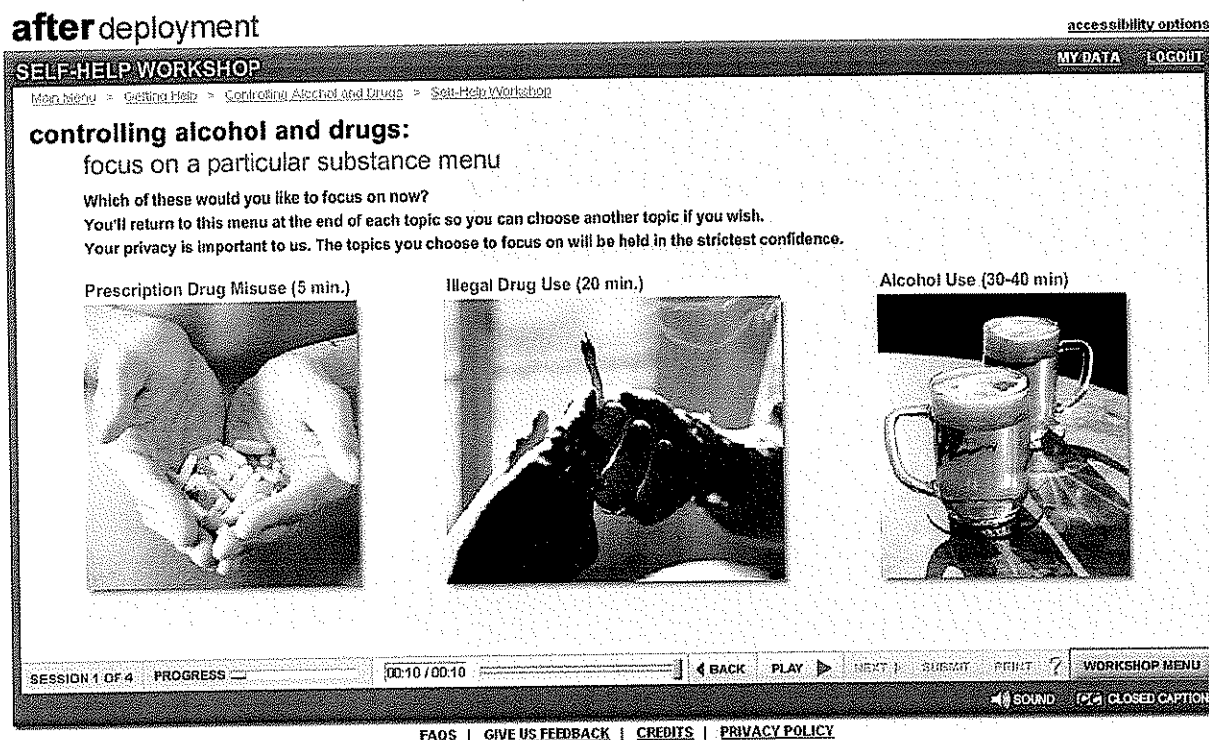 after deployment
accessibility options
SELF-HELP WORKSHOP
MY DATA LOGOUT
Main Menu > Getting Help > Controlling Alcohol and Drugs > Self-Help Workshop
controlling alcohol and drugs:
focus on a particular substance menu
Which of these would you like to focus on now?
You'll return to this menu at the end of each topic so you can choose another topic if you wish.
Your privacy is important to us. The topics you choose to focus on will be held in the strictest confidence.
Prescription Drug Misuse (5 min.)
Illegal Drug Use (20 min.)
Alcohol Use (30-40 min)
SESSION 1 OF 4 PROGRESS 00:10 / 00:10 BACK PLAY NEXT SUBMIT PRINT ? WORKSHOP MENU
SOUND CC CLOSED CAPTION
FAQS | GIVE US FEEDBACK | CREDITS | PRIVACY POLICY